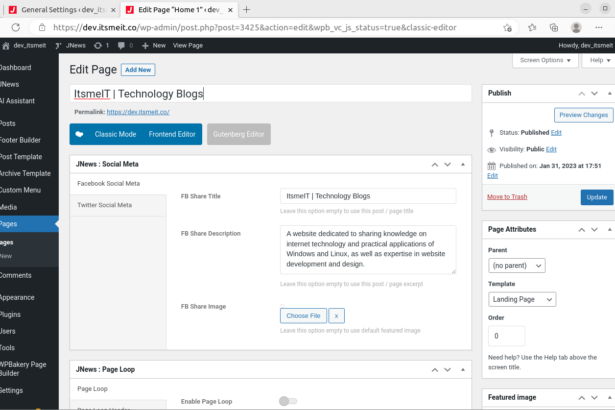 General Settings ‹ dev_its
Edit Page "Home 1" ‹ dev_
https://dev.itsmeit.co/wp-admin/post.php?post=3425&action=edit&wpb_vc_js_status=true&classic-editor
dev_itsmeit
JNews
1
0
New
View Page
Howdy, dev_itsmeit
Screen Options
Help
Dashboard
JNews
AI Assistant
Posts
Footer Builder
Post Template
Archive Template
Custom Menu
Media
Pages
Pages
New
Comments
Appearance
Plugins
Users
Tools
WPBakery Page
Builder
Settings
Edit Page
Add New
ItsmeIT | Technology Blogs
Permalink: https://dev.itsmeit.co/
Classic Mode
Frontend Editor
Gutenberg Editor
JNews : Social Meta
Facebook Social Meta
Twitter Social Meta
FB Share Title
ItsmeIT | Technology Blogs
Leave this option empty to use this post / page title
FB Share Description
A website dedicated to sharing knowledge on
internet technology and practical applications of
Windows and Linux, as well as expertise in website
development and design.
Leave this option empty to use this post / page excerpt
FB Share Image
Choose File
x
Leave this option empty to use default featured image
JNews : Page Loop
Page Loop
Page Loop Header
Enable Page Loop
Publish
Preview Changes
Status: Published Edit
Visibility: Public Edit
Published on: Jan 31, 2023 at 17:51
Edit
Move to Trash
Update
Page Attributes
Parent
(no parent)
Template
Landing Page
Order
0
Need help? Use the Help tab above the
screen title.
Featured image